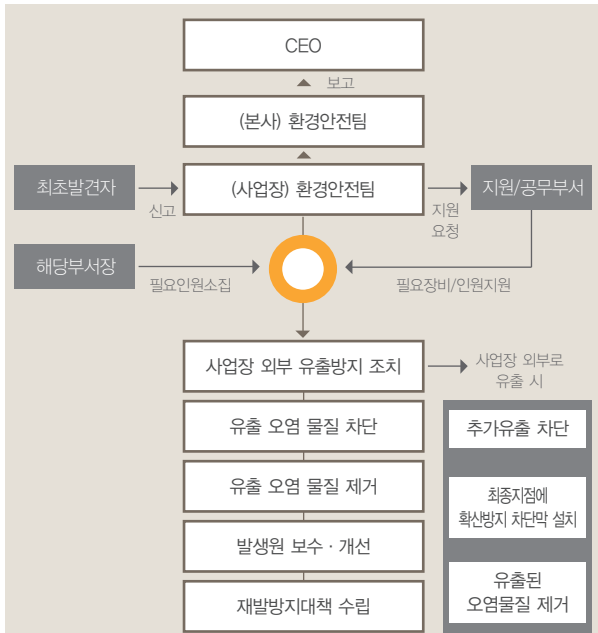 CEO
보고
(본사) 환경안전팀
최초발견자
신고
(사업장) 환경안전팀
지원
요청
지원/공무부서
해당부서장
필요인원소집
필요장비/인원지원
사업장 외부 유출방지 조치
사업장 외부로
유출 시
유출 오염 물질 차단
유출 오염 물질 제거
발생원 보수 · 개선
재발방지대책 수립
추가유출 차단
최종지점에
확산방지 차단막 설치
유출된
오염물질 제거